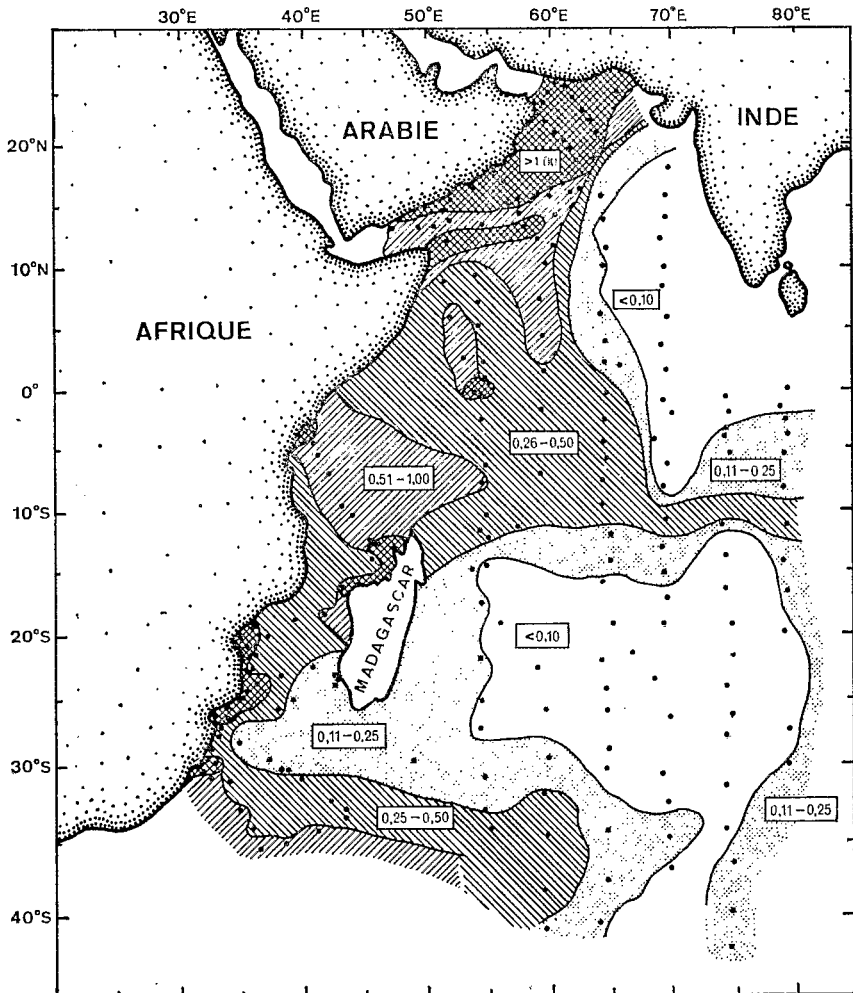 30°E 40°E 50°E 60°E 70°E 80°E
ARABIE
INDE
20°N
>1.00
10°N
<0,10
AFRIQUE
0°
0,26-0,50
0,11-0,25
0,51-1,00
10°S
MADAGASCAR
20°S
<0,10
0,11-0,25
30°S
0,25-0,50
0,11-0,25
40°S